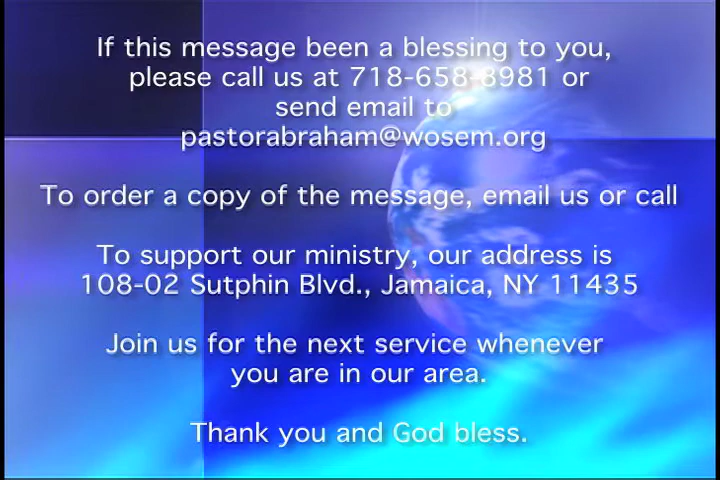 If this message been a blessing to you,
please call us at 718-658-8981 or
send email to
pastorabraham@wosem.org
To order a copy of the message, email us or call
To support our ministry, our address is
108-02 Sutphin Blvd., Jamaica, NY 11435
Join us for the next service whenever
you are in our area.
Thank you and God bless.